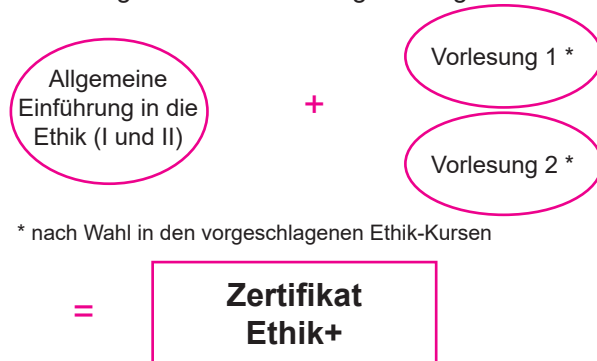 Allgemeine
Einführung in die
Ethik (I und II)
+
Vorlesung 1 *
Vorlesung 2 *
* nach Wahl in den vorgeschlagenen Ethik-Kursen
=
Zertifikat
Ethik+